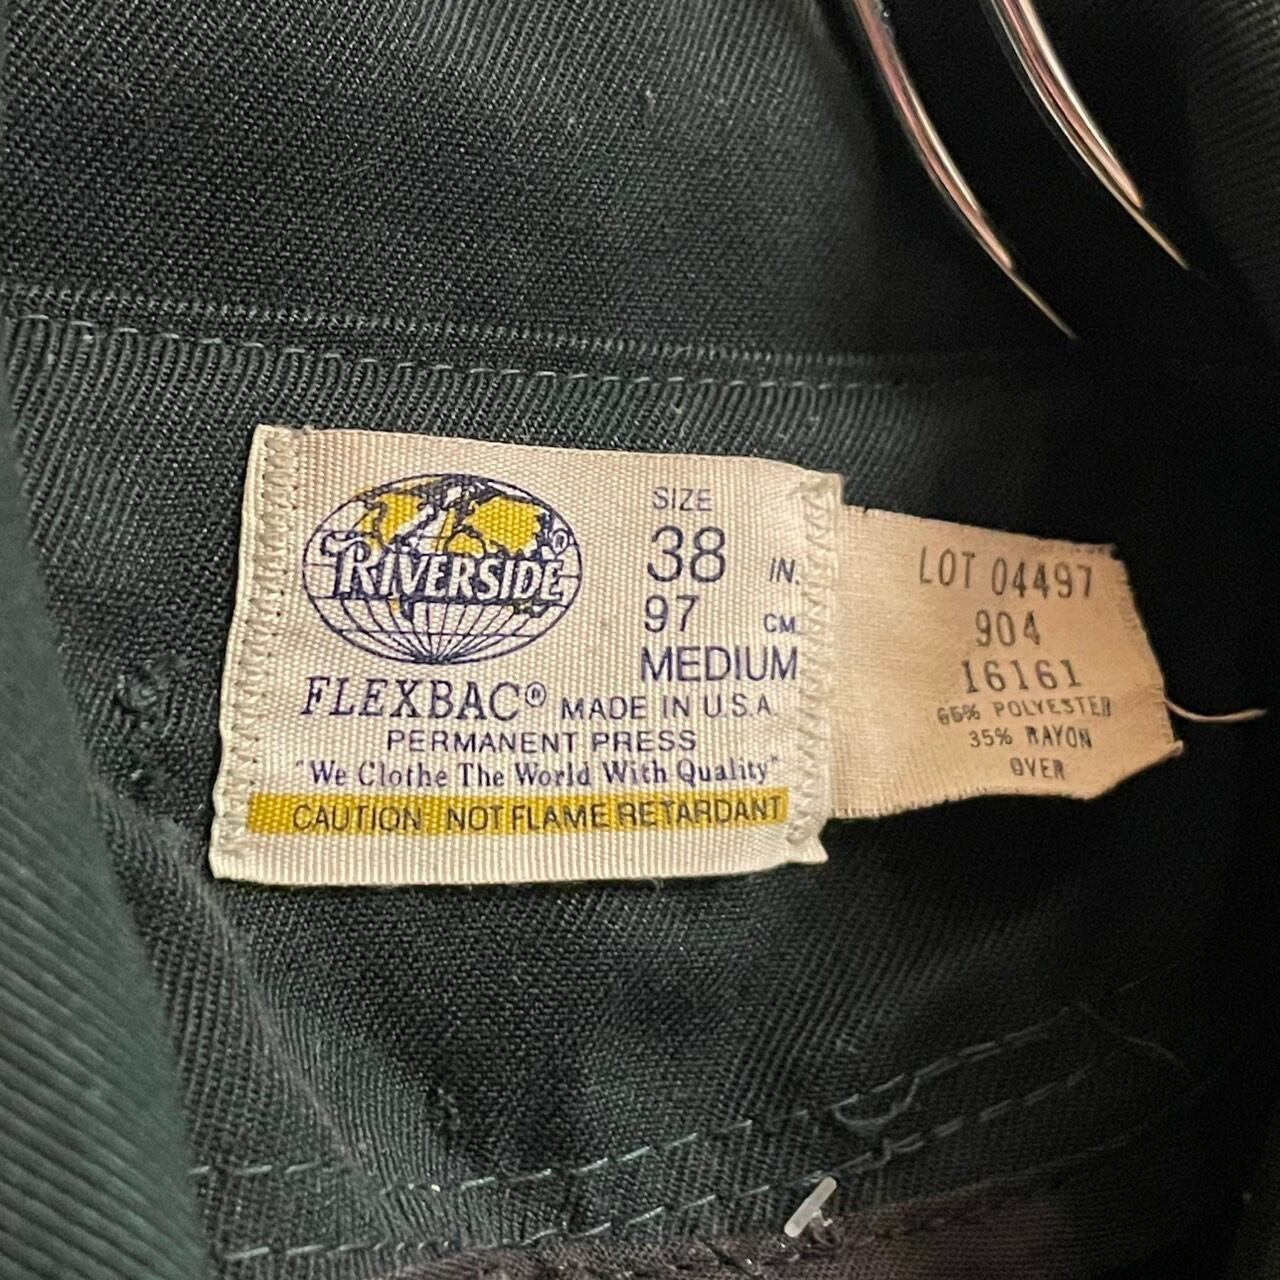 RIVERSIDE®
SIZE
38 IN.
97 CM
MEDIUM
FLEXBAC® MADE IN U.S.A.
PERMANENT PRESS
"We Clothe The World With Quality"
CAUTION NOT FLAME RETARDANT
LOT 04497
904
16161
65% POLYESTER
35% RAYON
OVER